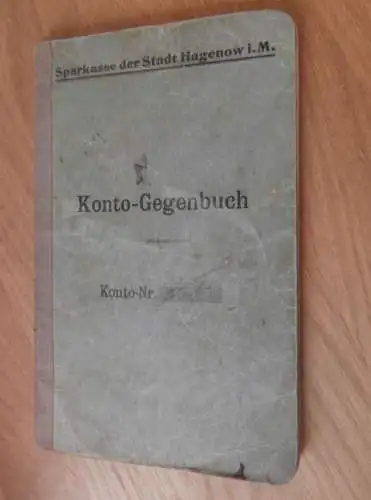 Sparkasse der Stadt Hagenow i.M.
Konto-Gegenbuch
Konto-Nr